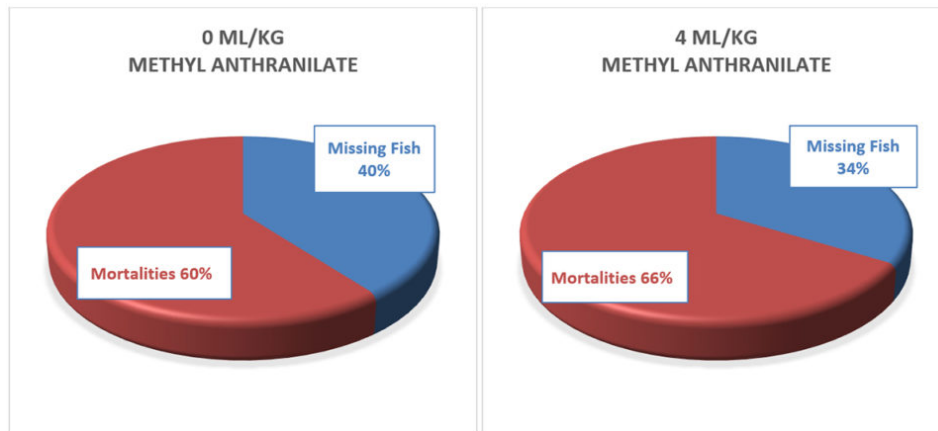 0 ML/KG
METHYL ANTHRANILATE
Missing Fish
40%
Mortalities 60%
4 ML/KG
METHYL ANTHRANILATE
Missing Fish
34%
Mortalities 66%